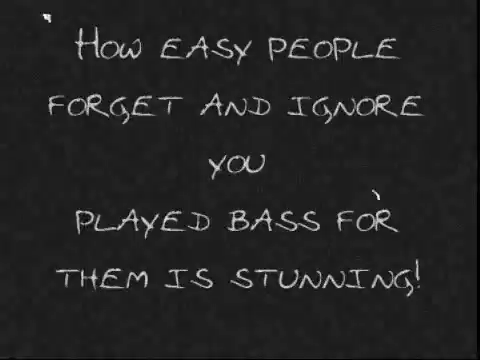 How easy people
forget and ignore
you
played bass for
them is stunning!